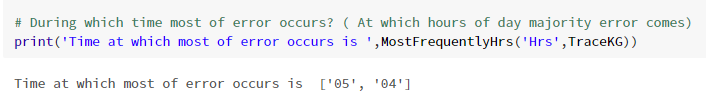 # During which time most of error occurs? ( At which hours of day majority error comes)
print('Time at which most of error occurs is ',MostFrequentlyHrs('Hrs',TraceKG))
Time at which most of error occurs is  ['05', '04']